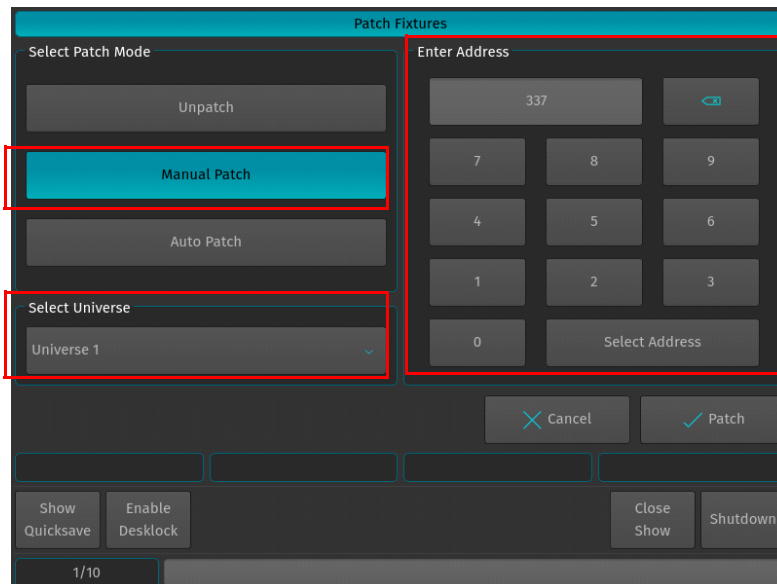 Patch Fixtures
Select Patch Mode
Unpatch
Manual Patch
Auto Patch
Select Universe
Universe 1
Enter Address
337
7 8 9
4 5 6
1 2 3
0 Select Address
Cancel Patch
Show Quicksave
Enable Desklock
Close Show
Shutdown
1/10